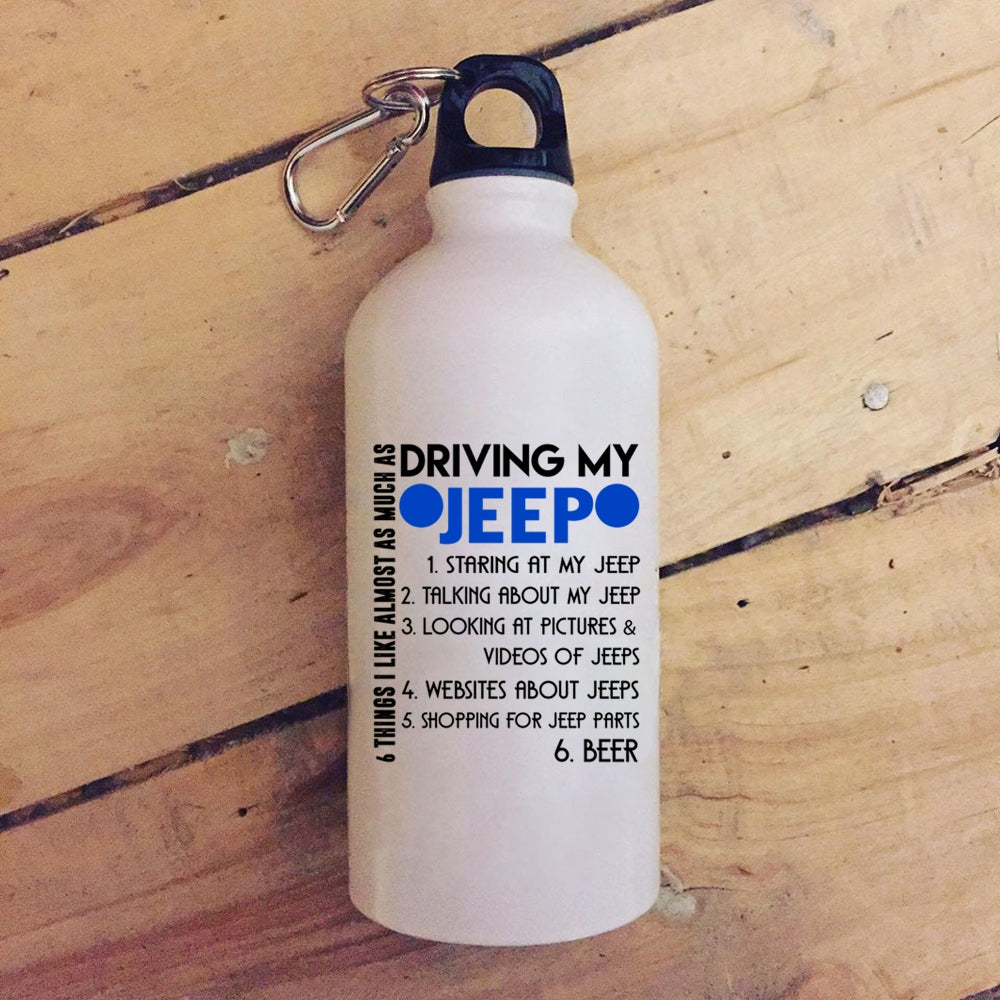 6 THINGS I LIKE ALMOST AS MUCH AS
DRIVING MY
JEEP
1. STARING AT MY JEEP
2. TALKING ABOUT MY JEEP
3. LOOKING AT PICTURES &
VIDEOS OF JEEPS
4. WEBSITES ABOUT JEEPS
5. SHOPPING FOR JEEP PARTS
6. BEER